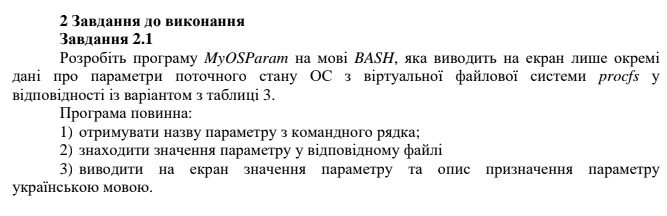 2 Завдання до виконання
Завдання 2.1
Розробіть програму MyOSParam на мові BASH, яка виводить на екран лише окремі
дані про параметри поточного стану ОС з віртуальної файлової системи procfs у
відповідності із варіантом з таблиці 3.
Програма повинна:
1) отримувати назву параметру з командного рядка;
2) знаходити значення параметру у відповідному файлі
3) виводити на екран значення параметру та опис призначення параметру
українською мовою.